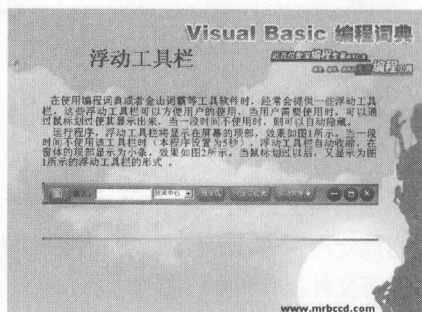 Visual Basic 编程词典
浮动工具栏
编程
编程
在使用编程词典或者金山词霸等工具软件时，经常会提供一些浮动工具
栏，这些浮动工具栏可以方便用户的使用，当用户需要使用时，可以通
过鼠标划过使其显示出来，当一段时间不使用时，则可以自动隐藏。
运行程序，浮动工具栏将显示在屏幕的顶部，效果如图1所示。当一段
时间不使用该工具栏时（本程序设置为5秒），浮动工具栏自动收缩，在
窗体的顶部显示为小条，效果如图2所示。当鼠标划过以后，又显示为图
1所示的浮动工具栏的形式 。
技术中心
www.mrbccd.com